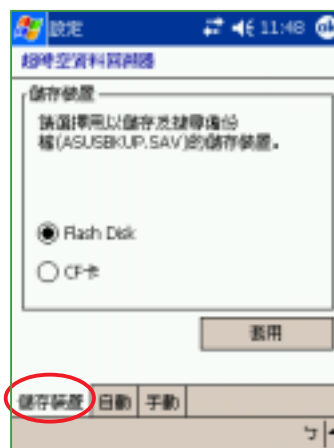 設定 11:48 ok
超時空資料回溯器
儲存裝置
請選擇用以儲存及搜尋備份
檔(ASUSBKUP.SAV)的儲存裝置。
Flash Disk
CF卡
套用
儲存裝置 自動 手動
ㄅ